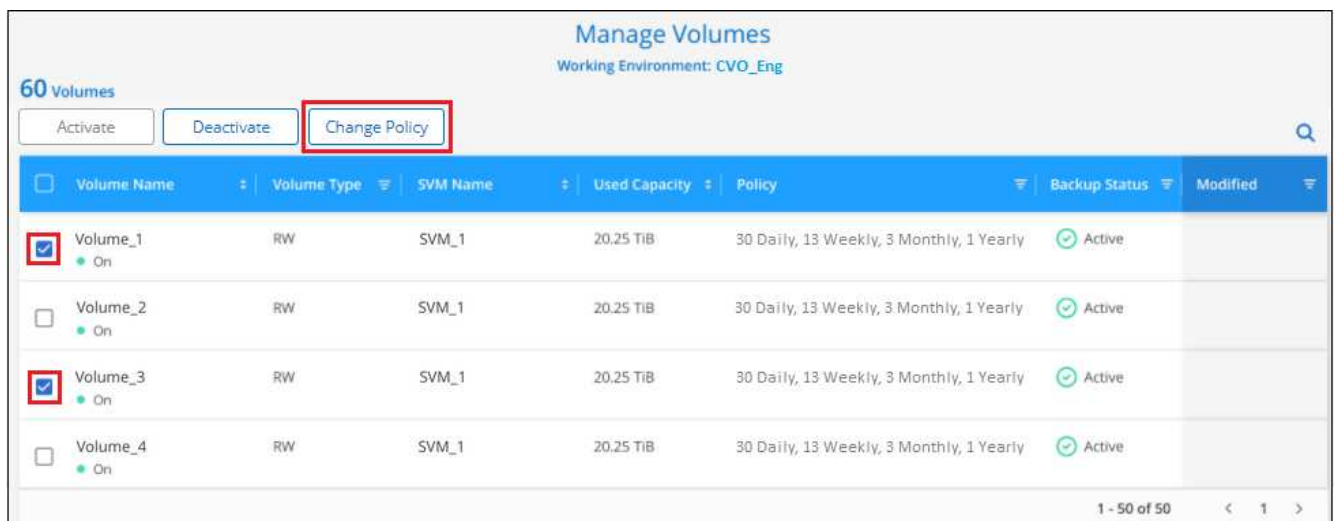 Manage Volumes
Working Environment: CVO_Eng
60 Volumes
Activate Deactivate Change Policy
Volume Name Volume Type SVM Name Used Capacity Policy Backup Status Modified
Volume_1 RW SVM_1 20.25 TiB 30 Daily, 13 Weekly, 3 Monthly, 1 Yearly Active
On
Volume_2 RW SVM_1 20.25 TiB 30 Daily, 13 Weekly, 3 Monthly, 1 Yearly Active
On
Volume_3 RW SVM_1 20.25 TiB 30 Daily, 13 Weekly, 3 Monthly, 1 Yearly Active
On
Volume_4 RW SVM_1 20.25 TiB 30 Daily, 13 Weekly, 3 Monthly, 1 Yearly Active
On
1 - 50 of 50 < 1 >